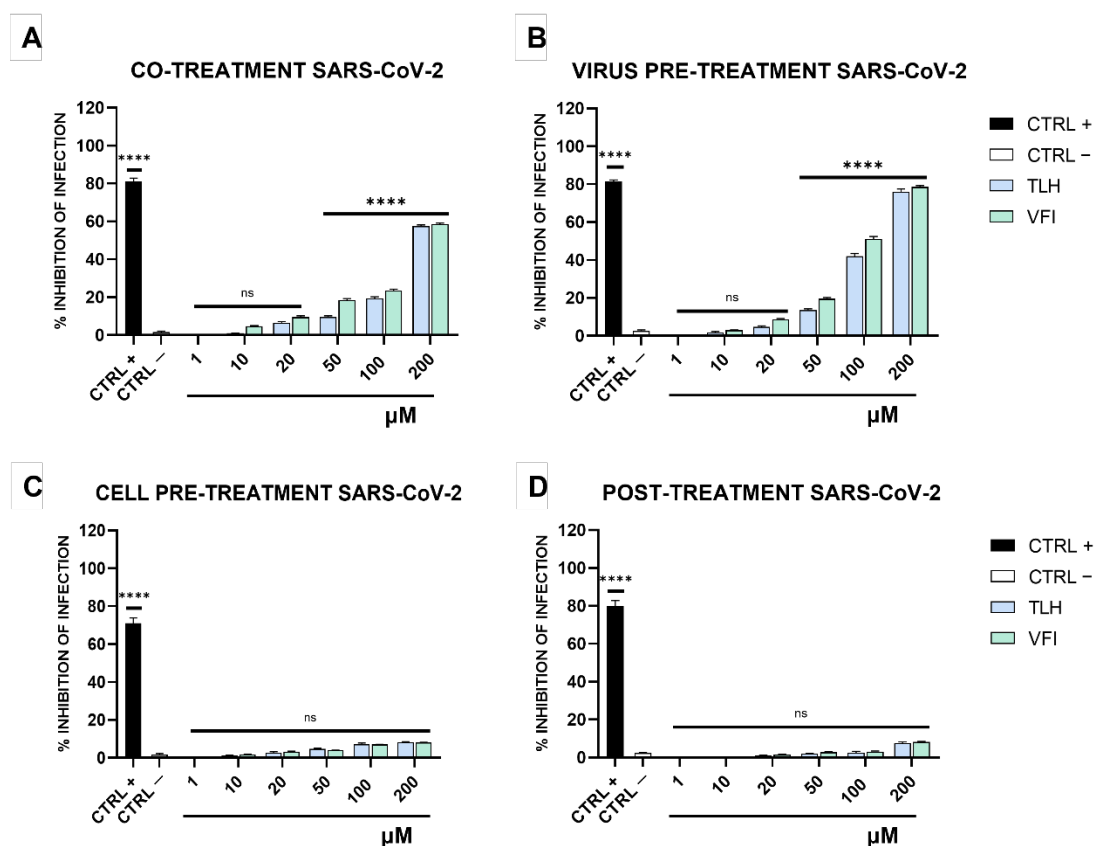 A
CO-TREATMENT SARS-CoV-2
% INHIBITION OF INFECTION
120
100
80
60
40
20
0
****
ns
****
CTRL +
CTRL –
1
10
20
50
100
200
µM
B
VIRUS PRE-TREATMENT SARS-CoV-2
% INHIBITION OF INFECTION
120
100
80
60
40
20
0
****
ns
****
CTRL +
CTRL –
1
10
20
50
100
200
µM
CTRL +
CTRL –
TLH
VFI
C
CELL PRE-TREATMENT SARS-CoV-2
% INHIBITION OF INFECTION
120
100
80
60
40
20
0
****
ns
CTRL +
CTRL –
1
10
20
50
100
200
µM
D
POST-TREATMENT SARS-CoV-2
% INHIBITION OF INFECTION
120
100
80
60
40
20
0
****
ns
CTRL +
CTRL –
1
10
20
50
100
200
µM
CTRL +
CTRL –
TLH
VFI